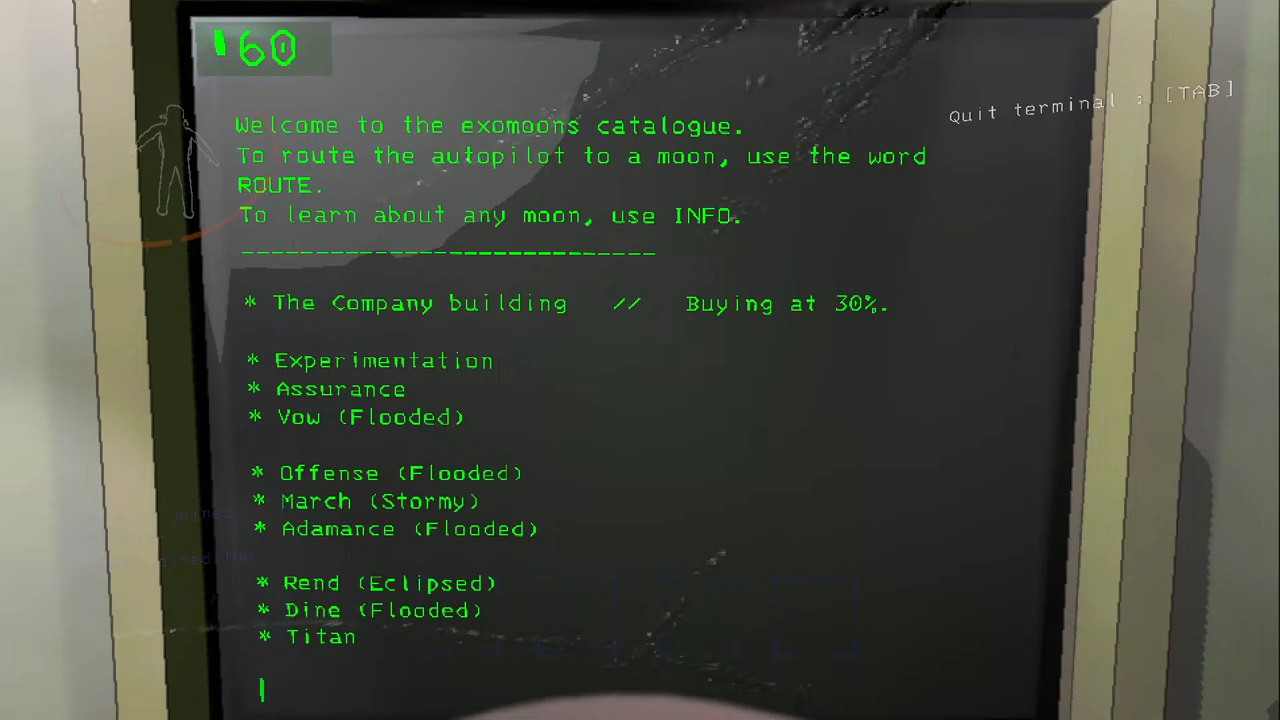 ▮60
Quit terminal : [TAB]
Welcome to the exomoons catalogue.
To route the autopilot to a moon, use the word
ROUTE.
To learn about any moon, use INFO.
----------------------------
* The Company building // Buying at 30%.
* Experimentation
* Assurance
* Vow (Flooded)
* Offense (Flooded)
* March (Stormy)
* Adamance (Flooded)
* Rend (Eclipsed)
* Dine (Flooded)
* Titan